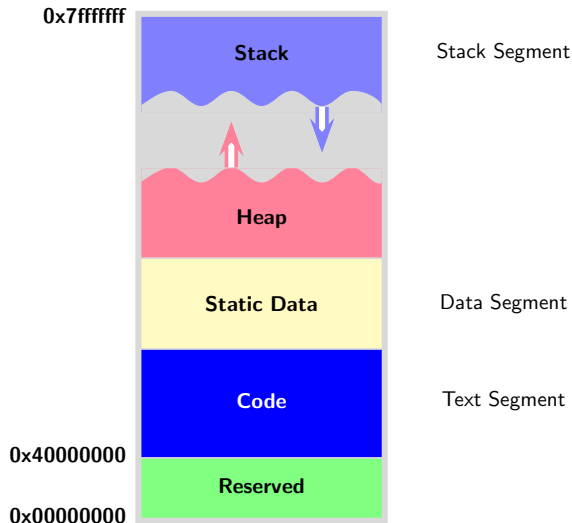 0x7fffffff
Stack
Stack Segment
Heap
Static Data
Data Segment
Code
Text Segment
0x40000000
Reserved
0x00000000